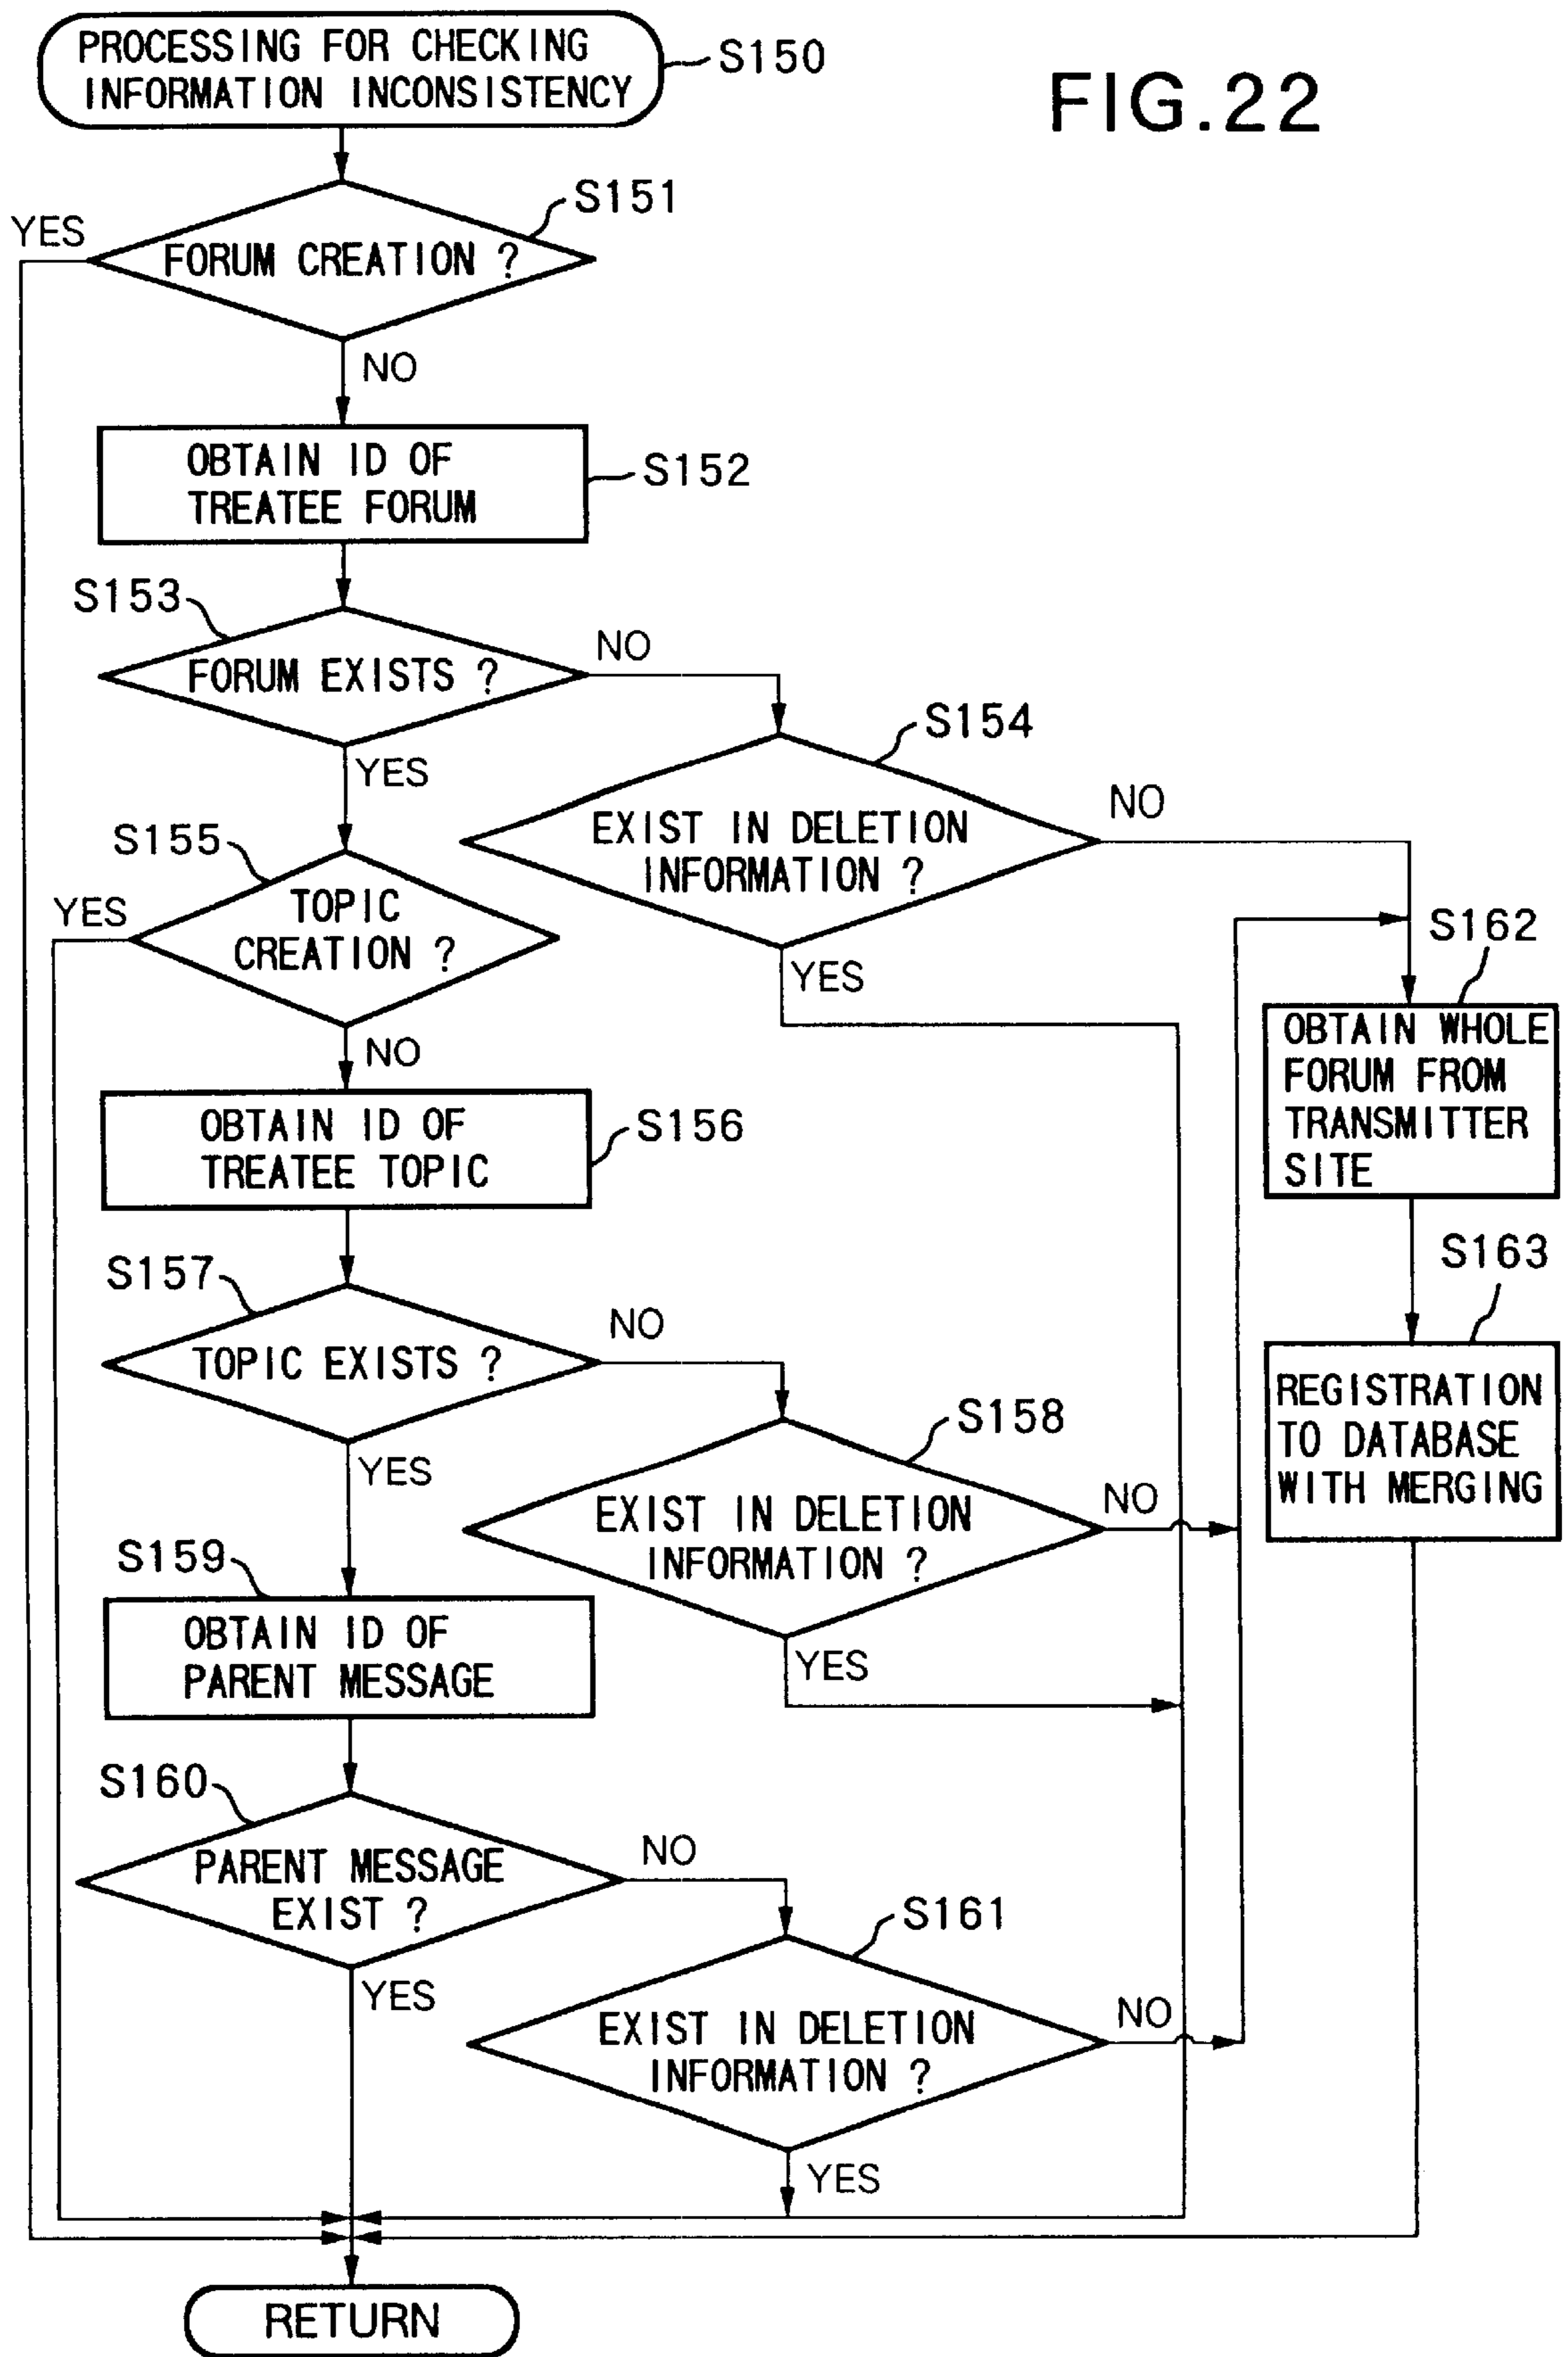 PROCESSING FOR CHECKING
INFORMATION INCONSISTENCY
S150
FIG.22
S151
YES
FORUM CREATION ?
NO
OBTAIN ID OF
TREATEE FORUM
S152
S153
NO
FORUM EXISTS ?
S154
YES
NO
EXIST IN DELETION
INFORMATION ?
S155
YES
TOPIC
CREATION ?
S162
YES
NO
OBTAIN WHOLE
FORUM FROM
TRANSMITTER
SITE
OBTAIN ID OF
TREATEE TOPIC
S156
S157
NO
S163
TOPIC EXISTS ?
REGISTRATION
TO DATABASE
WITH MERGING
S158
YES
NO
EXIST IN DELETION
INFORMATION ?
S159
OBTAIN ID OF
PARENT MESSAGE
YES
S160
NO
PARENT MESSAGE
EXIST ?
S161
YES
NO
EXIST IN DELETION
INFORMATION ?
YES
RETURN